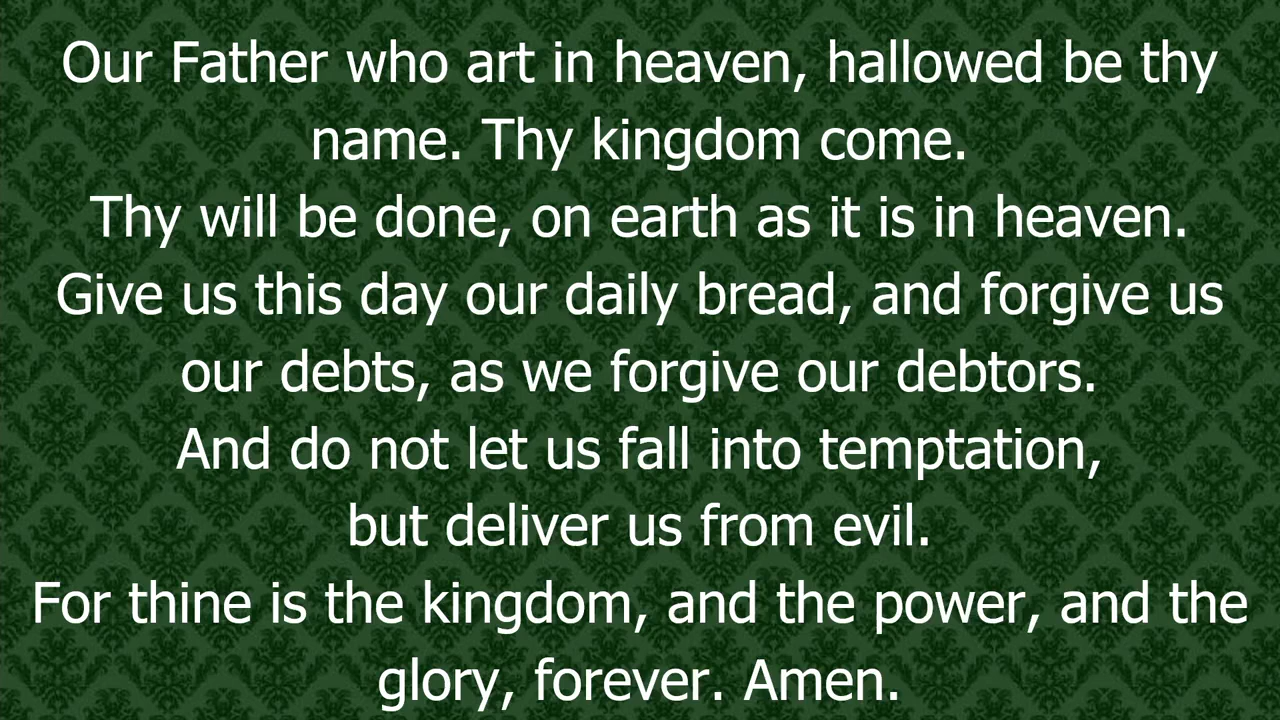 Our Father who art in heaven, hallowed be thy
name. Thy kingdom come.
Thy will be done, on earth as it is in heaven.
Give us this day our daily bread, and forgive us
our debts, as we forgive our debtors.
And do not let us fall into temptation,
but deliver us from evil.
For thine is the kingdom, and the power, and the
glory, forever. Amen.